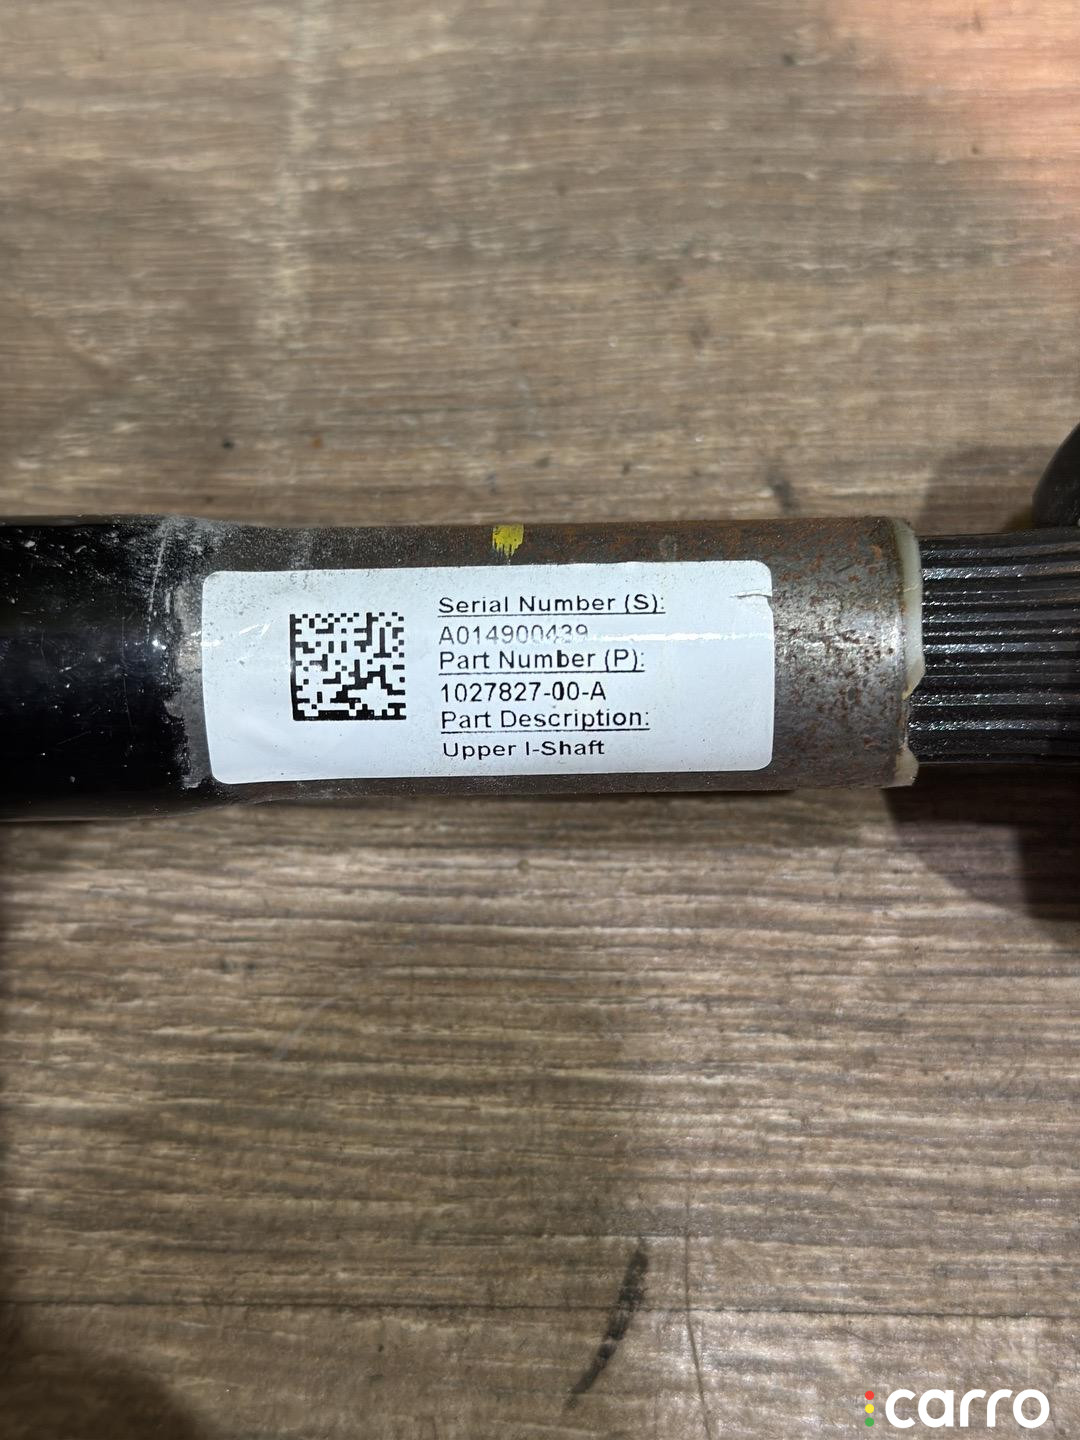 Serial Number (S):
A014900439
Part Number (P):
1027827-00-A
Part Description:
Upper I-Shaft
carro